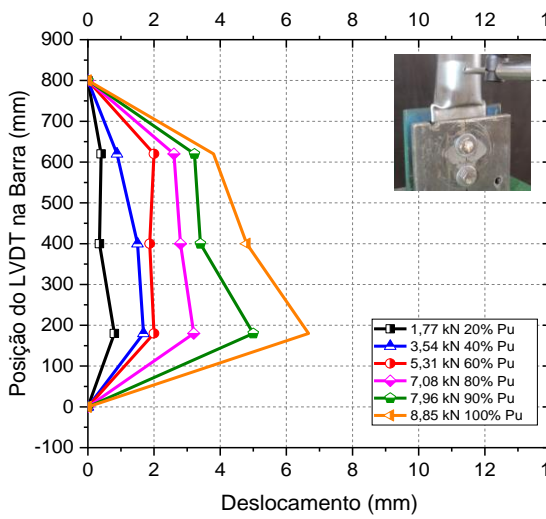 0 2 4 6 8 10 12 14
900
800
700
600
500
400
300
200
100
0
-100
Posição do LVDT na Barra (mm)
1,77 kN 20% Pu
3,54 kN 40% Pu
5,31 kN 60% Pu
7,08 kN 80% Pu
7,96 kN 90% Pu
8,85 kN 100% Pu
0 2 4 6 8 10 12
Deslocamento (mm)